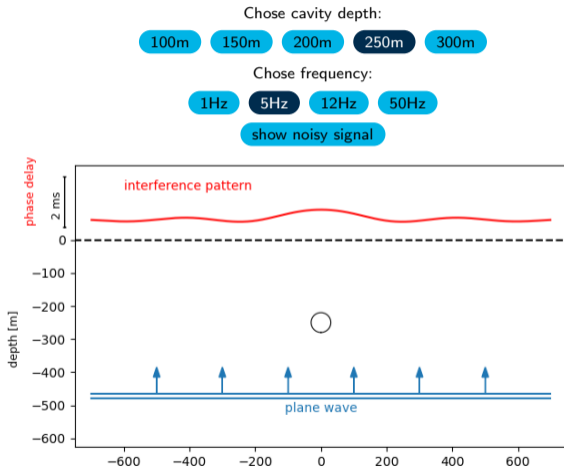 Chose cavity depth:
100m 150m 200m 250m 300m
Chose frequency:
1Hz 5Hz 12Hz 50Hz
show noisy signal
phase delay
2 ms
interference pattern
0
−100
−200
−300
−400
−500
−600
depth [m]
plane wave
−600 −400 −200 0 200 400 600